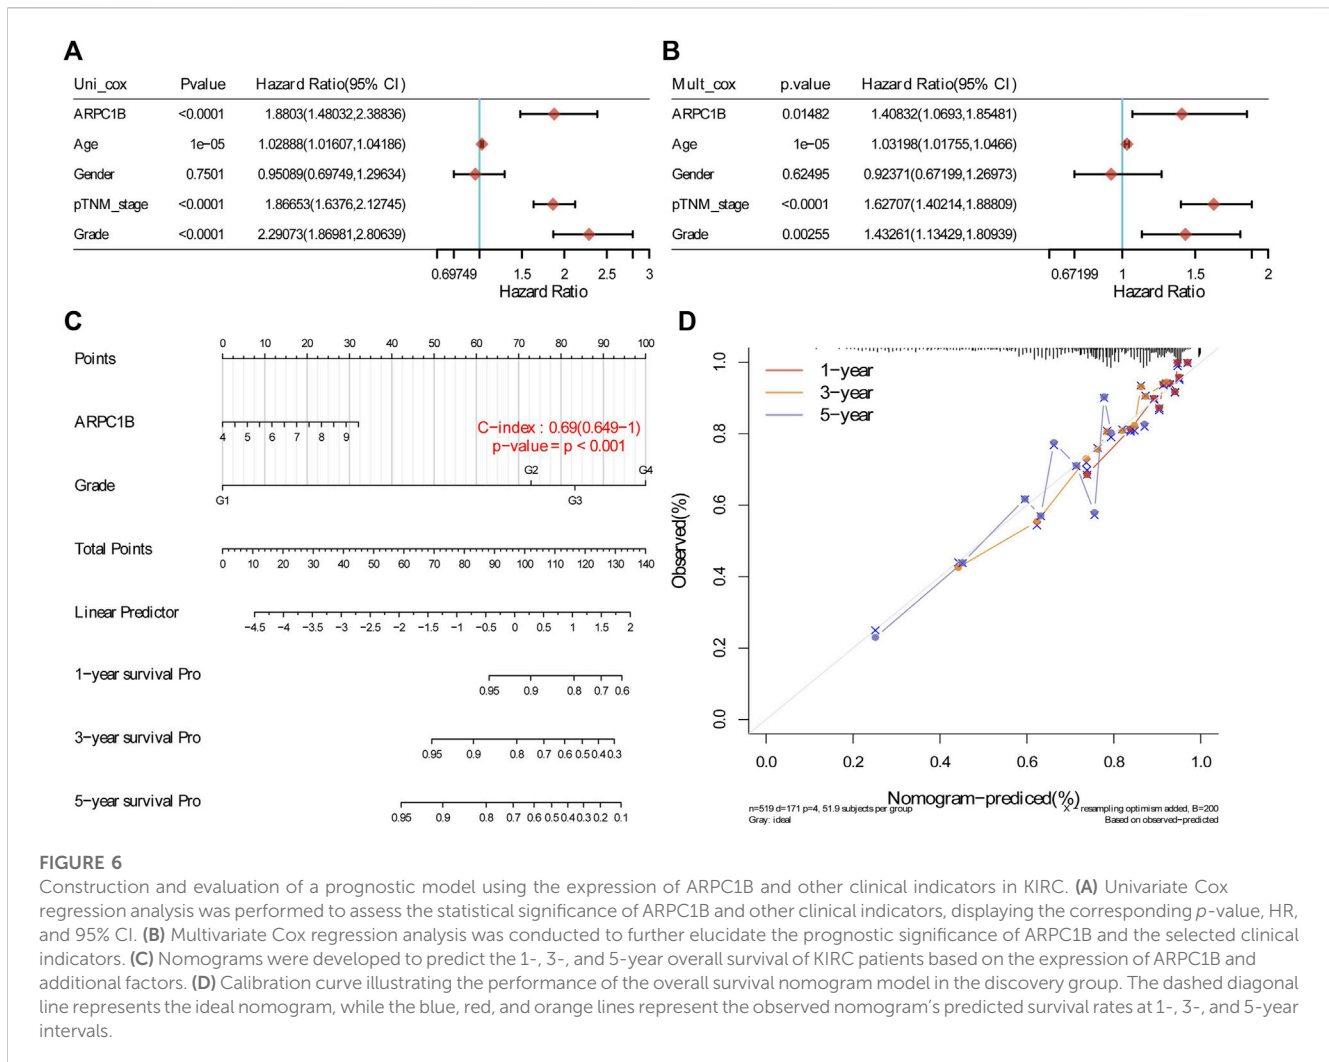 A
Uni_cox Pvalue Hazard Ratio(95% CI)
ARPC1B <0.0001 1.8803(1.48032,2.38836)
Age 1e−05 1.02888(1.01607,1.04186)
Gender 0.7501 0.95089(0.69749,1.29634)
pTNM_stage <0.0001 1.86653(1.6376,2.12745)
Grade <0.0001 2.29073(1.86981,2.80639)
0.69749 1.5 2 2.5 3
Hazard Ratio
B
Mult_cox p.value Hazard Ratio(95% CI)
ARPC1B 0.01482 1.40832(1.0693,1.85481)
Age 1e−05 1.03198(1.01755,1.0466)
Gender 0.62495 0.92371(0.67199,1.26973)
pTNM_stage <0.0001 1.62707(1.40214,1.88809)
Grade 0.00255 1.43261(1.13429,1.80939)
0.67199 1 1.5 2
Hazard Ratio
C
Points 0 10 20 30 40 50 60 70 80 90 100
ARPC1B
4 5 6 7 8 9
C−index : 0.69(0.649−1)
p−value = p < 0.001
Grade
G1 G2 G3 G4
Total Points
0 10 20 30 40 50 60 70 80 90 100 110 120 130 140
Linear Predictor
−4.5 −4 −3.5 −3 −2.5 −2 −1.5 −1 −0.5 0 0.5 1 1.5 2
1−year survival Pro
0.95 0.9 0.8 0.7 0.6
3−year survival Pro
0.95 0.9 0.8 0.7 0.6 0.5 0.4 0.3
5−year survival Pro
0.95 0.9 0.8 0.7 0.6 0.5 0.4 0.3 0.2 0.1
D
1−year
3−year
5−year
Observed(%)
1.0
0.8
0.6
0.4
0.2
0.0
0.0 0.2 0.4 0.6 0.8 1.0
Nomogram−prediced(%)
n=519 d=171 p=4, 51.9 subjects per group
Gray: ideal
X − resampling optimism added, B=200
Based on observed−predicted
FIGURE 6
Construction and evaluation of a prognostic model using the expression of ARPC1B and other clinical indicators in KIRC. (A) Univariate Cox
regression analysis was performed to assess the statistical significance of ARPC1B and other clinical indicators, displaying the corresponding p-value, HR,
and 95% CI. (B) Multivariate Cox regression analysis was conducted to further elucidate the prognostic significance of ARPC1B and the selected clinical
indicators. (C) Nomograms were developed to predict the 1-, 3-, and 5-year overall survival of KIRC patients based on the expression of ARPC1B and
additional factors. (D) Calibration curve illustrating the performance of the overall survival nomogram model in the discovery group. The dashed diagonal
line represents the ideal nomogram, while the blue, red, and orange lines represent the observed nomogram's predicted survival rates at 1-, 3-, and 5-year
intervals.